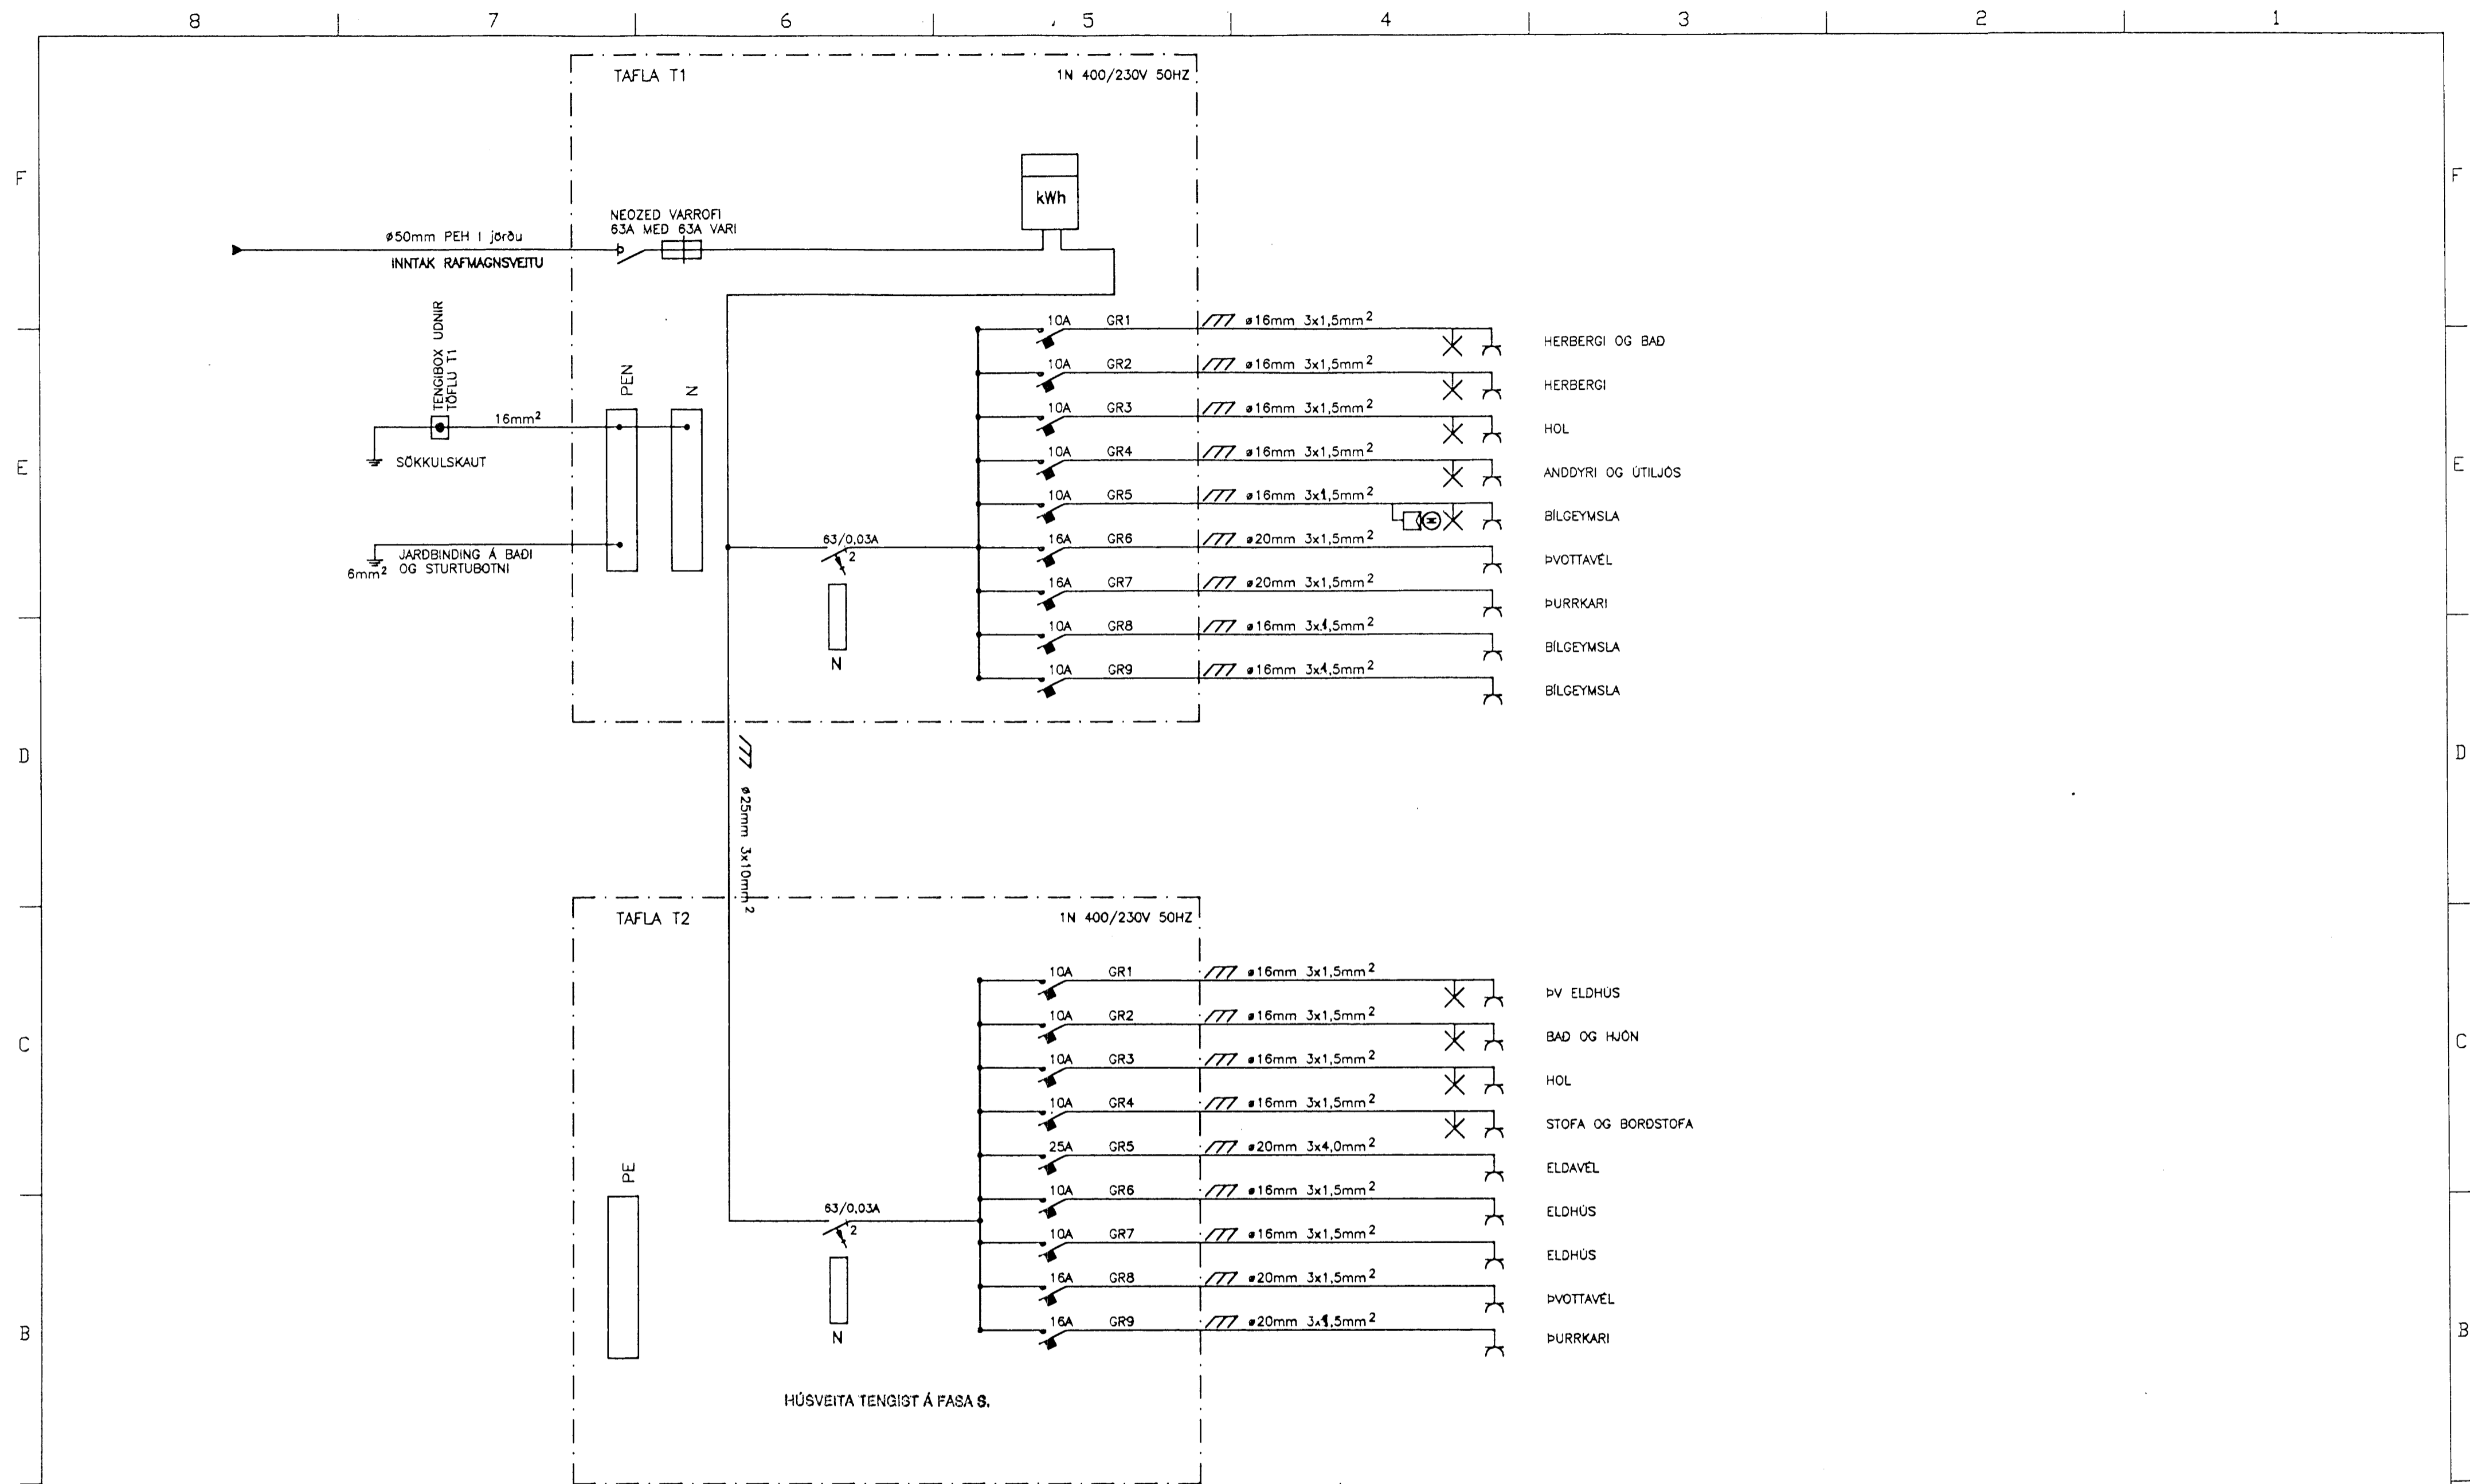 8 7 6 5 4 3 2 1
TAFLA T1
1N 400/230V 50HZ
F
F
kWh
NEOZED VARROFI
63A MED 63A VARI
ø50mm PEH I jörðu
INNTAK RAFMAGNSVEITU
TENGIBOX UDNIR
TÖFLU T1
16mm²
SÖKKULSKAUT
PEN
N
E
E
JARDBINDING Á BAÐI
OG STURTUBOTNI
6mm²
63/0,03A
2
N
10A GR1 ø16mm 3x1,5mm² HERBERGI OG BAÐ
10A GR2 ø16mm 3x1,5mm² HERBERGI
10A GR3 ø16mm 3x1,5mm² HOL
10A GR4 ø16mm 3x1,5mm² ANDDYRI OG ÚTILJÓS
10A GR5 ø16mm 3x1,5mm² BÍLGEYMSLA
M
16A GR6 ø20mm 3x1,5mm² ÞVOTTAVÉL
16A GR7 ø20mm 3x1,5mm² ÞURRKARI
10A GR8 ø16mm 3x1,5mm² BÍLGEYMSLA
10A GR9 ø16mm 3x1,5mm² BÍLGEYMSLA
D
D
ø25mm 3x10mm²
TAFLA T2
1N 400/230V 50HZ
C
C
10A GR1 ø16mm 3x1,5mm² ÞV ELDHÚS
10A GR2 ø16mm 3x1,5mm² BAÐ OG HJÓN
10A GR3 ø16mm 3x1,5mm² HOL
10A GR4 ø16mm 3x1,5mm² STOFA OG BORÐSTOFA
25A GR5 ø20mm 3x4,0mm² ELDAVÉL
10A GR6 ø16mm 3x1,5mm² ELDHÚS
10A GR7 ø16mm 3x1,5mm² ELDHÚS
16A GR8 ø20mm 3x1,5mm² ÞVOTTAVÉL
16A GR9 ø20mm 3x1,5mm² ÞURRKARI
PE
63/0,03A
2
N
B
B
HÚSVEITA TENGIST Á FASA S.